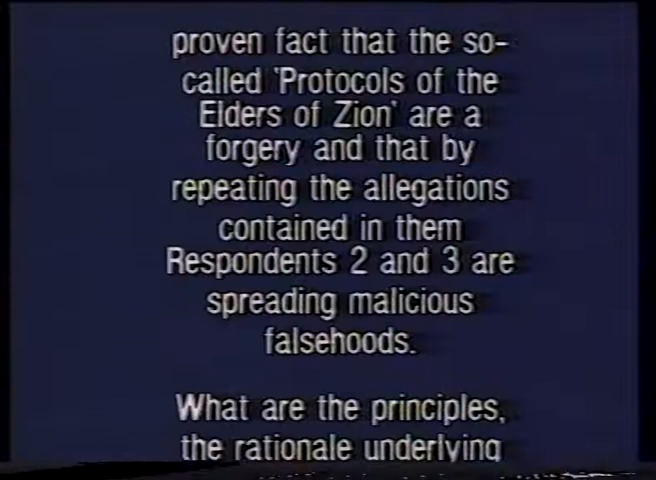 proven fact that the so-
called 'Protocols of the
Elders of Zion' are a
forgery and that by
repeating the allegations
contained in them
Respondents 2 and 3 are
spreading malicious
falsehoods.
What are the principles,
the rationale underlying